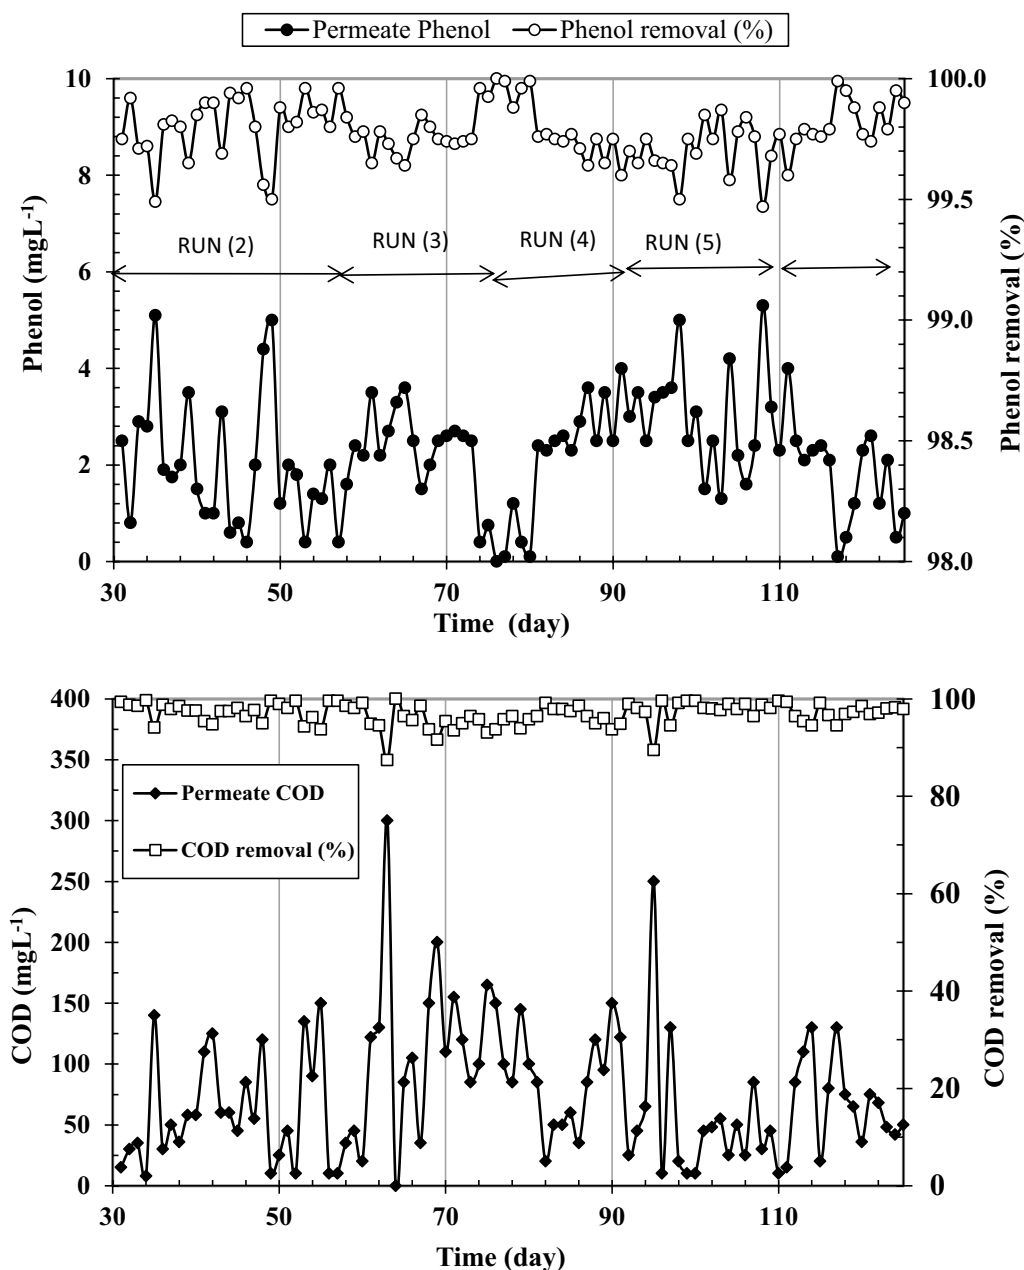 Permeate Phenol Phenol removal (%)
10
8
6
4
2
0
Phenol (mgL-1)
100.0
99.5
99.0
98.5
98.0
Phenol removal (%)
RUN (2)
RUN (3)
RUN (4)
RUN (5)
30 50 70 90 110
Time (day)
400
350
300
250
200
150
100
50
0
COD (mgL-1)
Permeate COD
COD removal (%)
100
80
60
40
20
0
COD removal (%)
30 50 70 90 110
Time (day)